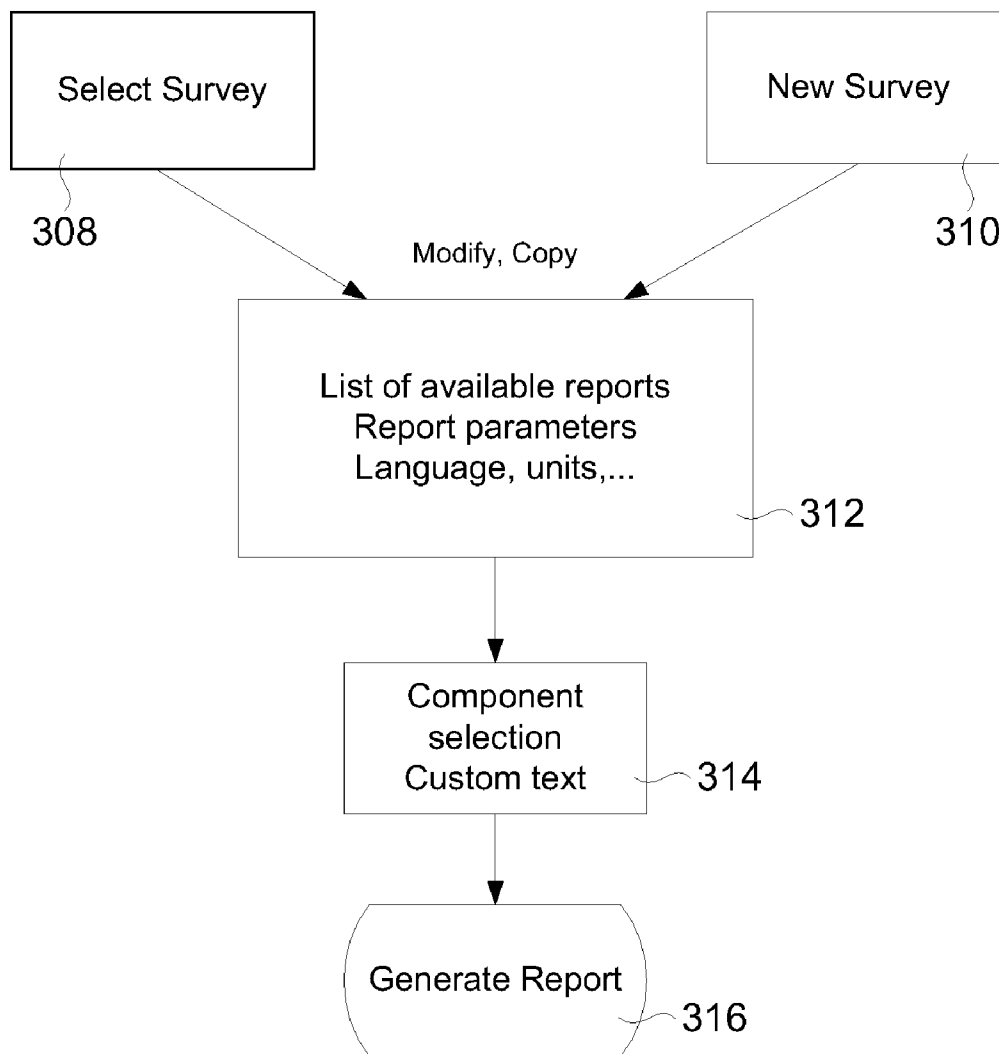 Select Survey
New Survey
308
310
Modify, Copy
List of available reports
Report parameters
Language, units,...
312
Component
selection
Custom text
314
Generate Report
316